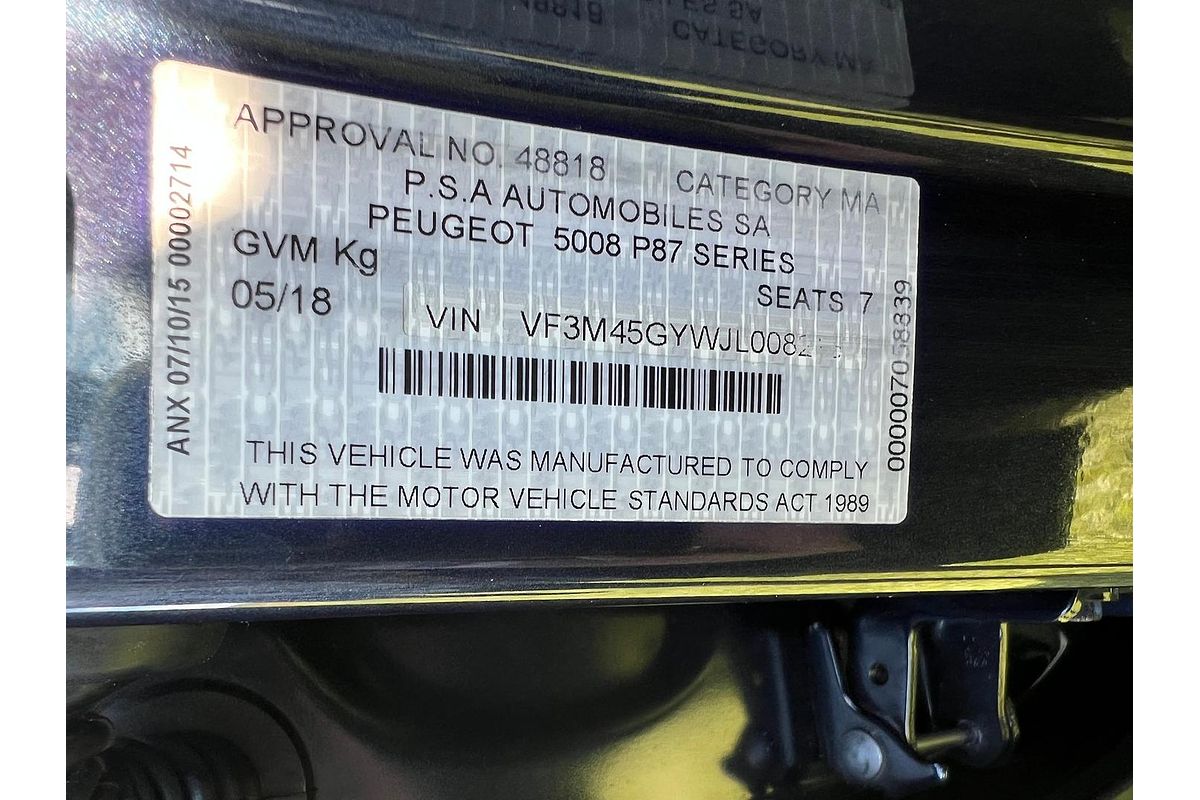 APPROVAL NO. 48818 CATEGORY MA
P.S.A AUTOMOBILES SA
PEUGEOT 5008 P87 SERIES
GVM Kg
SEATS 7
05/18
VIN
THIS VEHICLE WAS MANUFACTURED TO COMPLY
WITH THE MOTOR VEHICLE STANDARDS ACT 1989
ANX 07/10/15 00002714